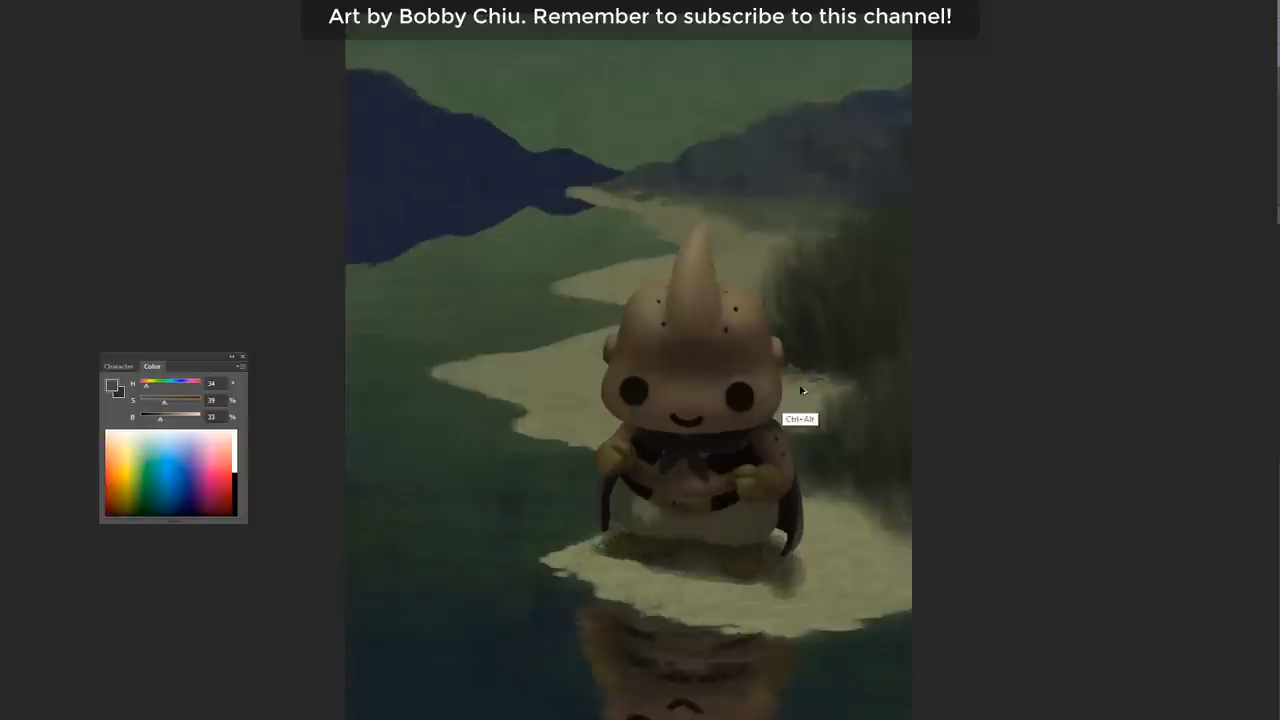 Art by Bobby Chiu. Remember to subscribe to this channel!
Character Color
H 34 °
S 39 %
B 33 %
Ctrl+Alt